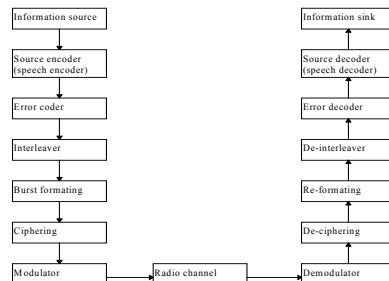 Information source
Source encoder
(speech encoder)
Error coder
Interleaver
Burst formating
Ciphering
Modulator
Radio channel
Information sink
Source decoder
(speech decoder)
Error decoder
De-interleaver
Re-formating
De-ciphering
Demodulator